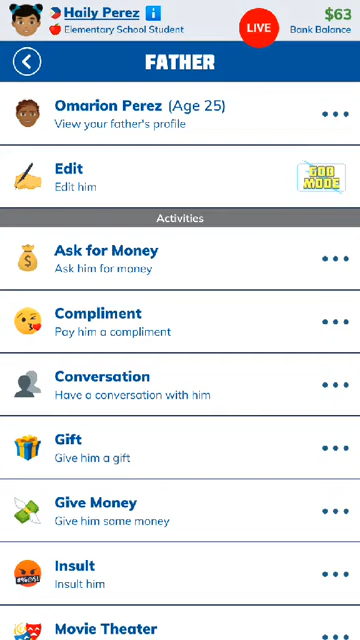 Haily Perez
Elementary School Student
LIVE
$63
Bank Balance
FATHER
Omarion Perez (Age 25)
View your father's profile
Edit
Edit him
GOD
MODE
Activities
Ask for Money
Ask him for money
Compliment
Pay him a compliment
Conversation
Have a conversation with him
Gift
Give him a gift
Give Money
Give him some money
Insult
Insult him
Movie Theater